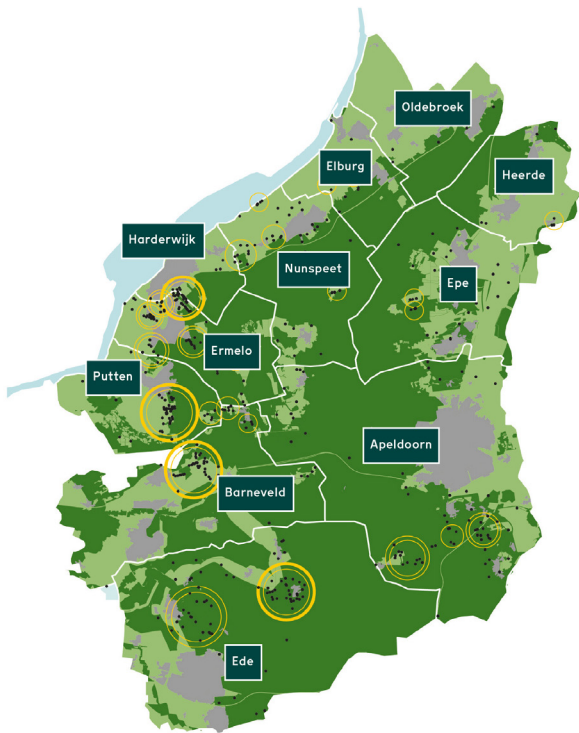 Oldebroek
Elburg
Heerde
Harderwijk
Nunspeet
Epe
Ermelo
Putten
Apeldoorn
Barneveld
Ede